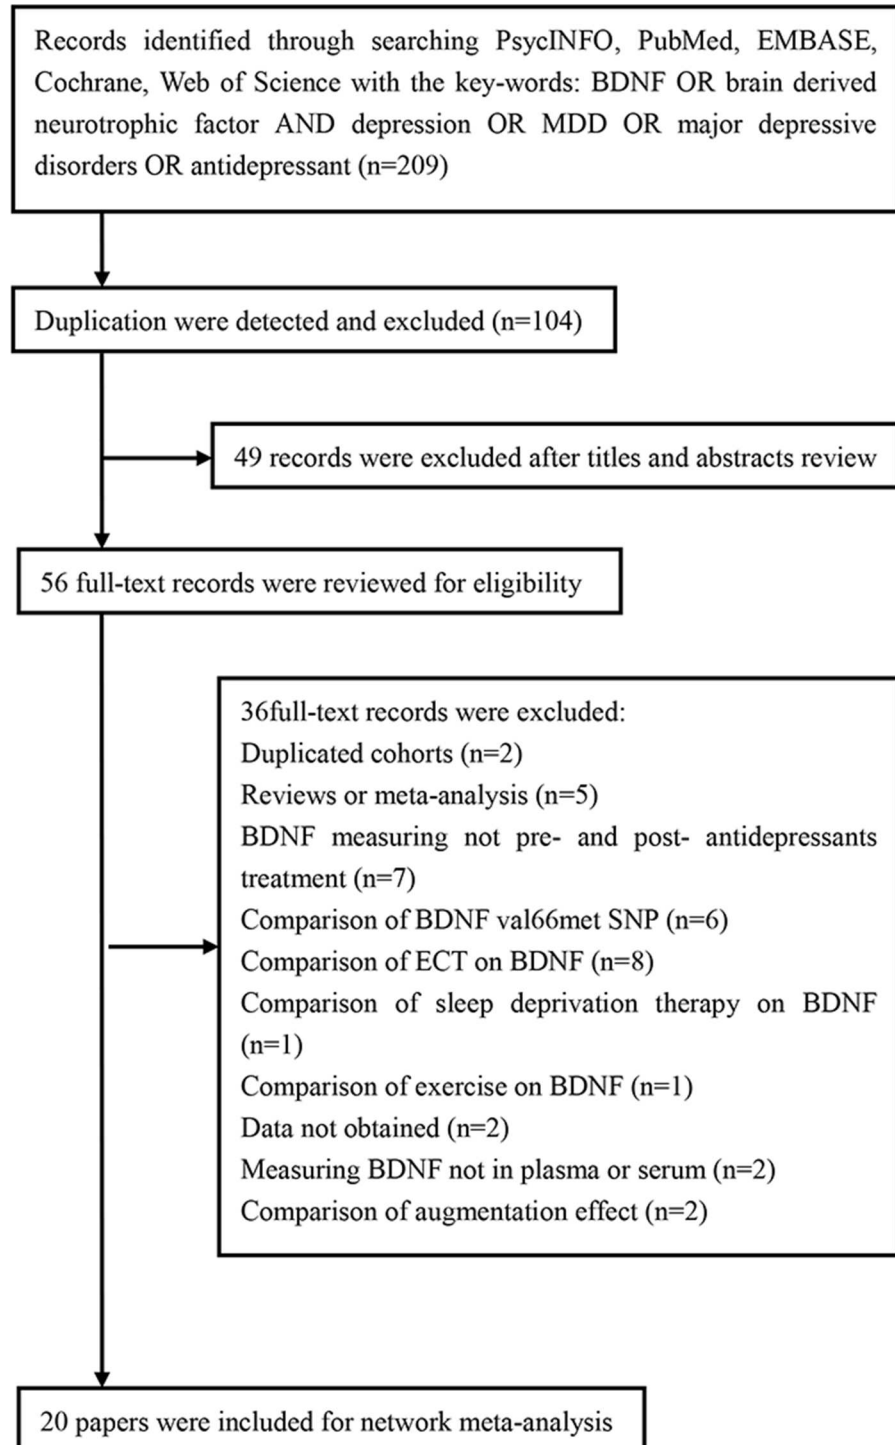 Records identified through searching PsycINFO, PubMed, EMBASE,
Cochrane, Web of Science with the key-words: BDNF OR brain derived
neurotrophic factor AND depression OR MDD OR major depressive
disorders OR antidepressant (n=209)
Duplication were detected and excluded (n=104)
49 records were excluded after titles and abstracts review
56 full-text records were reviewed for eligibility
36full-text records were excluded:
Duplicated cohorts (n=2)
Reviews or meta-analysis (n=5)
BDNF measuring not pre- and post- antidepressants
treatment (n=7)
Comparison of BDNF val66met SNP (n=6)
Comparison of ECT on BDNF (n=8)
Comparison of sleep deprivation therapy on BDNF
(n=1)
Comparison of exercise on BDNF (n=1)
Data not obtained (n=2)
Measuring BDNF not in plasma or serum (n=2)
Comparison of augmentation effect (n=2)
20 papers were included for network meta-analysis